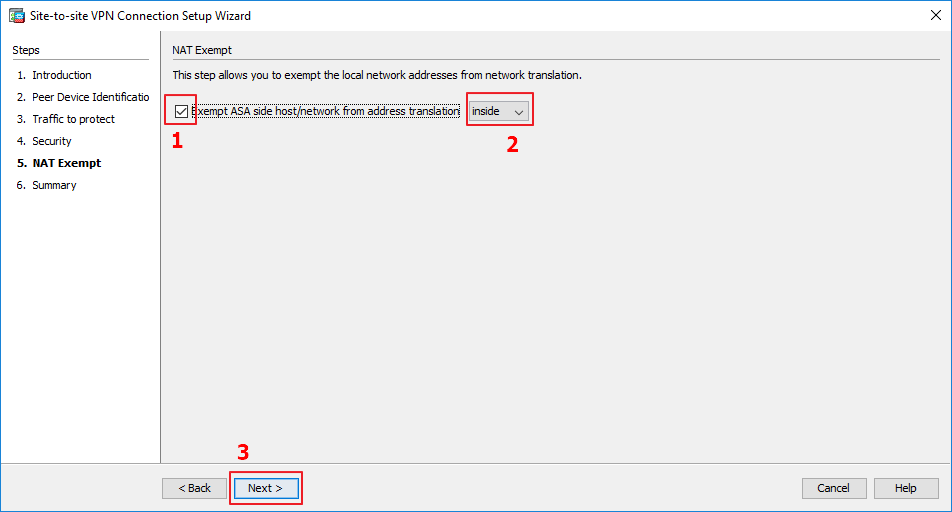 Site-to-site VPN Connection Setup Wizard
Steps
1. Introduction
2. Peer Device Identificatio
3. Traffic to protect
4. Security
5. NAT Exempt
6. Summary
NAT Exempt
This step allows you to exempt the local network addresses from network translation.
Exempt ASA side host/network from address translation inside
1
2
3
< Back Next > Cancel Help